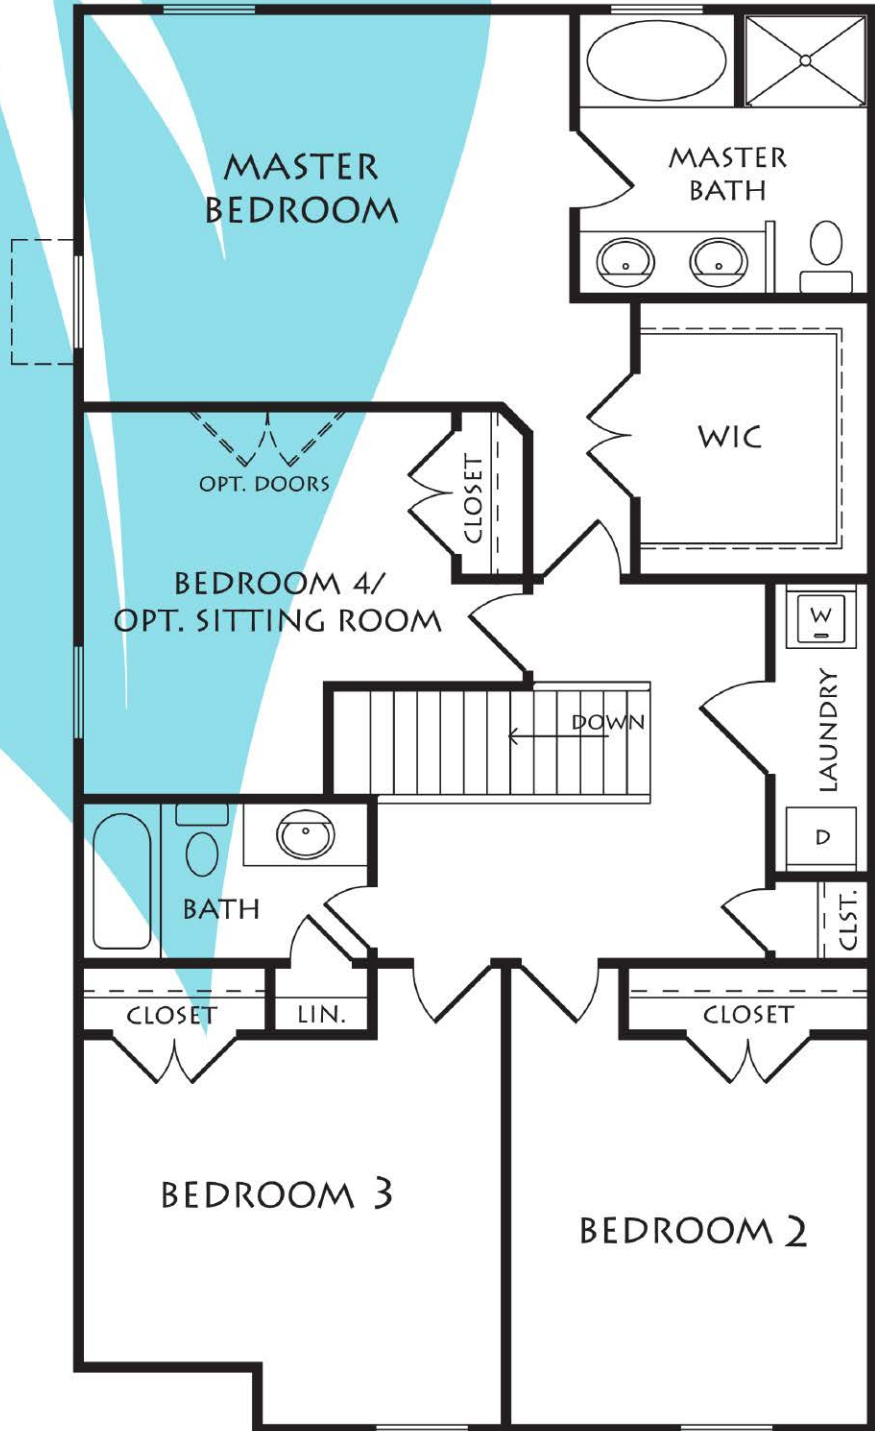 MASTER
BEDROOM
MASTER
BATH
WIC
OPT. DOORS
CLOSET
BEDROOM 4/
OPT. SITTING ROOM
W
LAUNDRY
DOWN
D
BATH
CLST.
CLOSET
LIN.
CLOSET
BEDROOM 3
BEDROOM 2